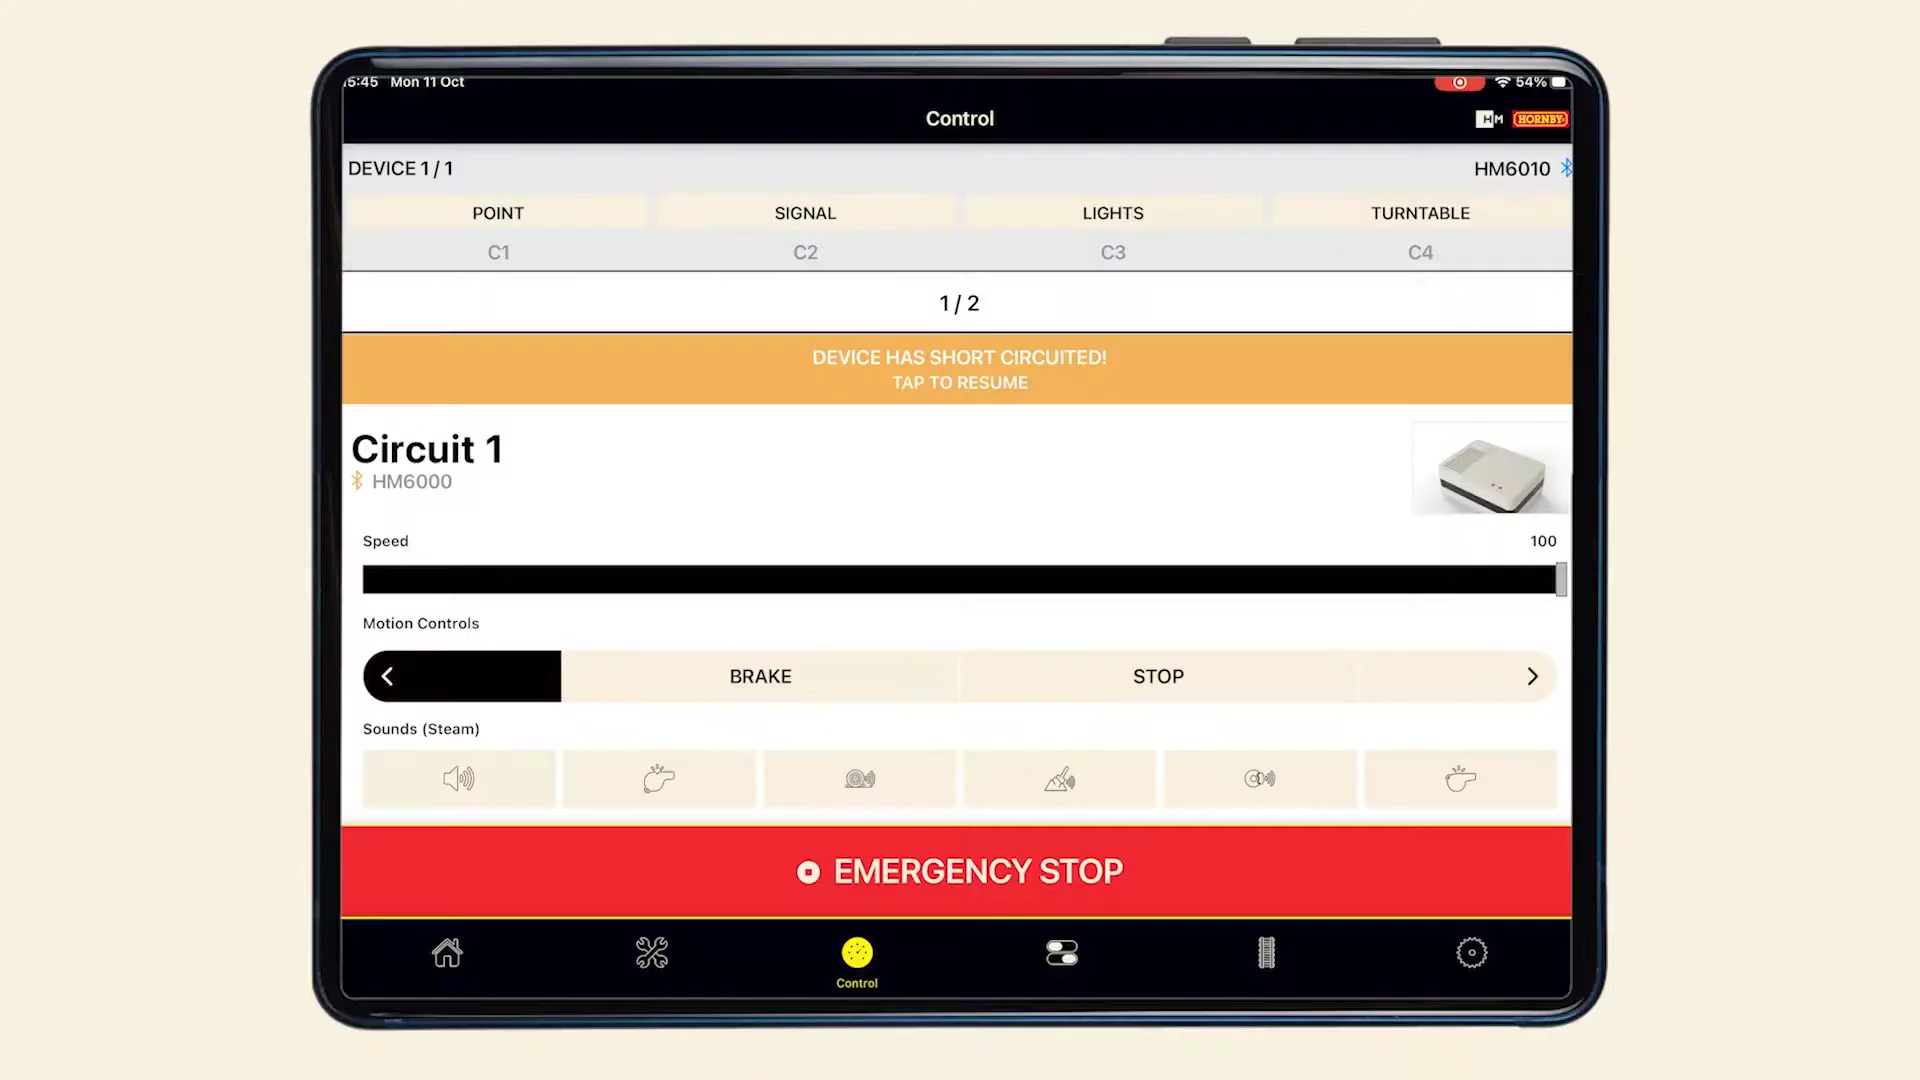 15:45 Mon 11 Oct 54%
Control
HM HORNBY
DEVICE 1 / 1 HM6010
POINT SIGNAL LIGHTS TURNTABLE
C1 C2 C3 C4
1 / 2
DEVICE HAS SHORT CIRCUITED!
TAP TO RESUME
Circuit 1
HM6000
Speed 100
Motion Controls
BRAKE STOP
Sounds (Steam)
EMERGENCY STOP
Control